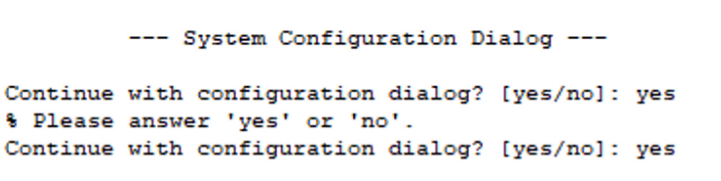 --- System Configuration Dialog ---
Continue with configuration dialog? [yes/no]: yes
% Please answer 'yes' or 'no'.
Continue with configuration dialog? [yes/no]: yes